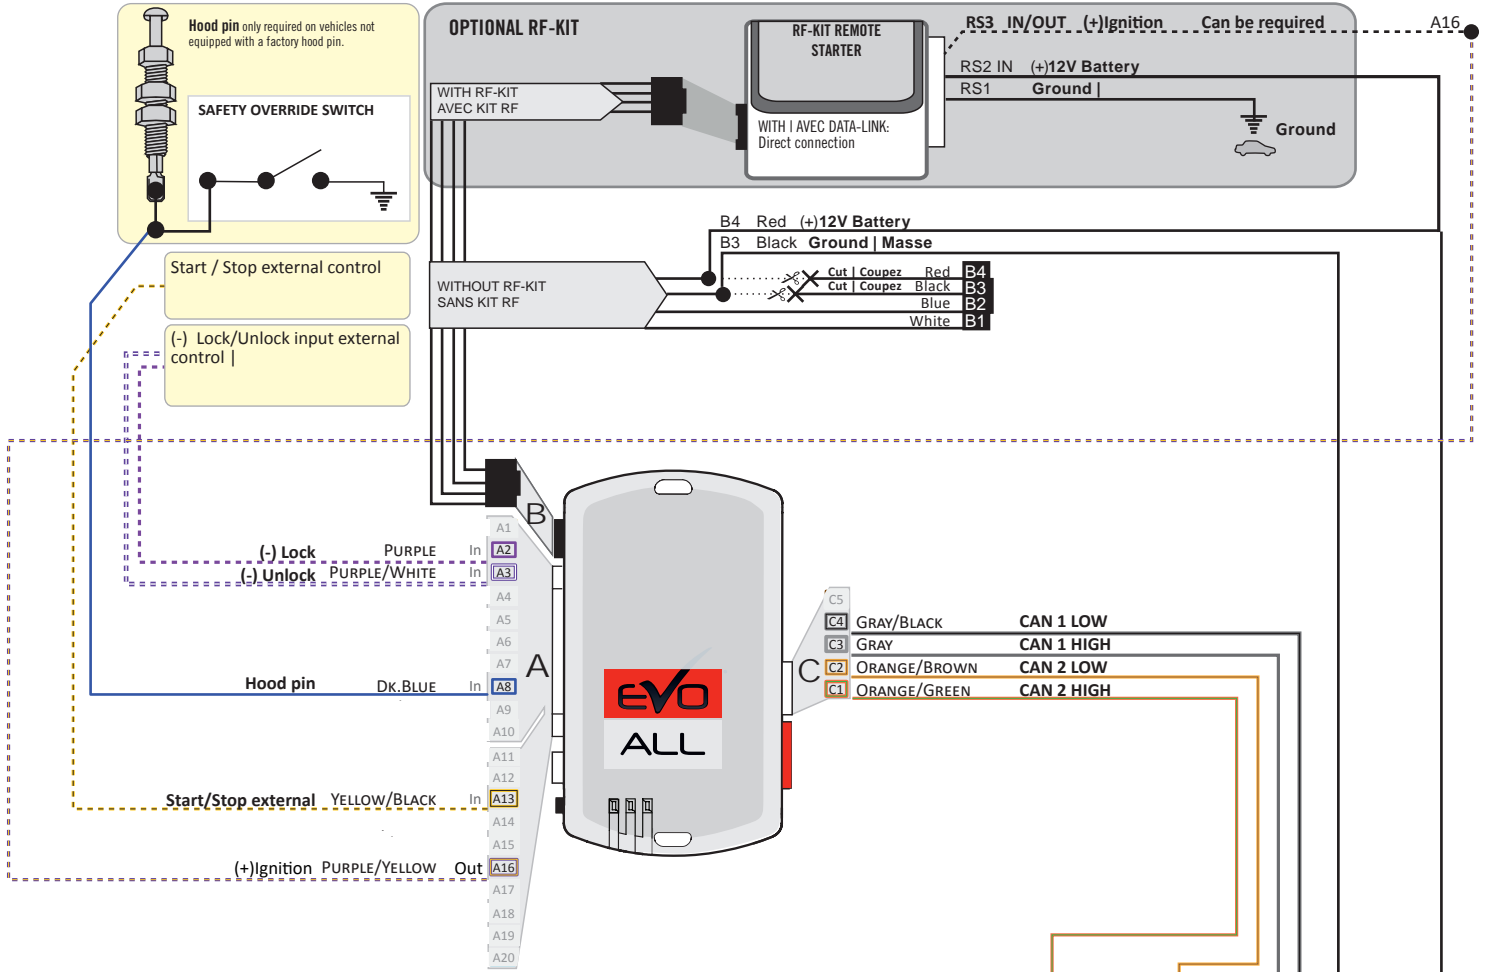 Hood pin only required on vehicles not
equipped with a factory hood pin.
SAFETY OVERRIDE SWITCH
OPTIONAL RF-KIT
WITH RF-KIT
AVEC KIT RF
RF-KIT REMOTE
STARTER
WITH | AVEC DATA-LINK:
Direct connection
RS3 IN/OUT (+)Ignition Can be required
A16
RS2 IN (+)12V Battery
RS1 Ground |
Ground
Start / Stop external control
(-) Lock/Unlock input external
control |
B4 Red (+)12V Battery
B3 Black Ground | Masse
WITHOUT RF-KIT
SANS KIT RF
Cut | Coupez Red B4
Cut | Coupez Black B3
Blue B2
White B1
B
A1
(-) Lock PURPLE In A2
(-) Unlock PURPLE/WHITE In A3
A4
A5
A6
A7
A
Hood pin DK.BLUE In A8
A9
A10
A11
A12
Start/Stop external YELLOW/BLACK In A13
A14
A15
(+)Ignition PURPLE/YELLOW Out A16
A17
A18
A19
A20
EVO
ALL
C
C5
C4 GRAY/BLACK CAN 1 LOW
C3 GRAY CAN 1 HIGH
C2 ORANGE/BROWN CAN 2 LOW
C1 ORANGE/GREEN CAN 2 HIGH